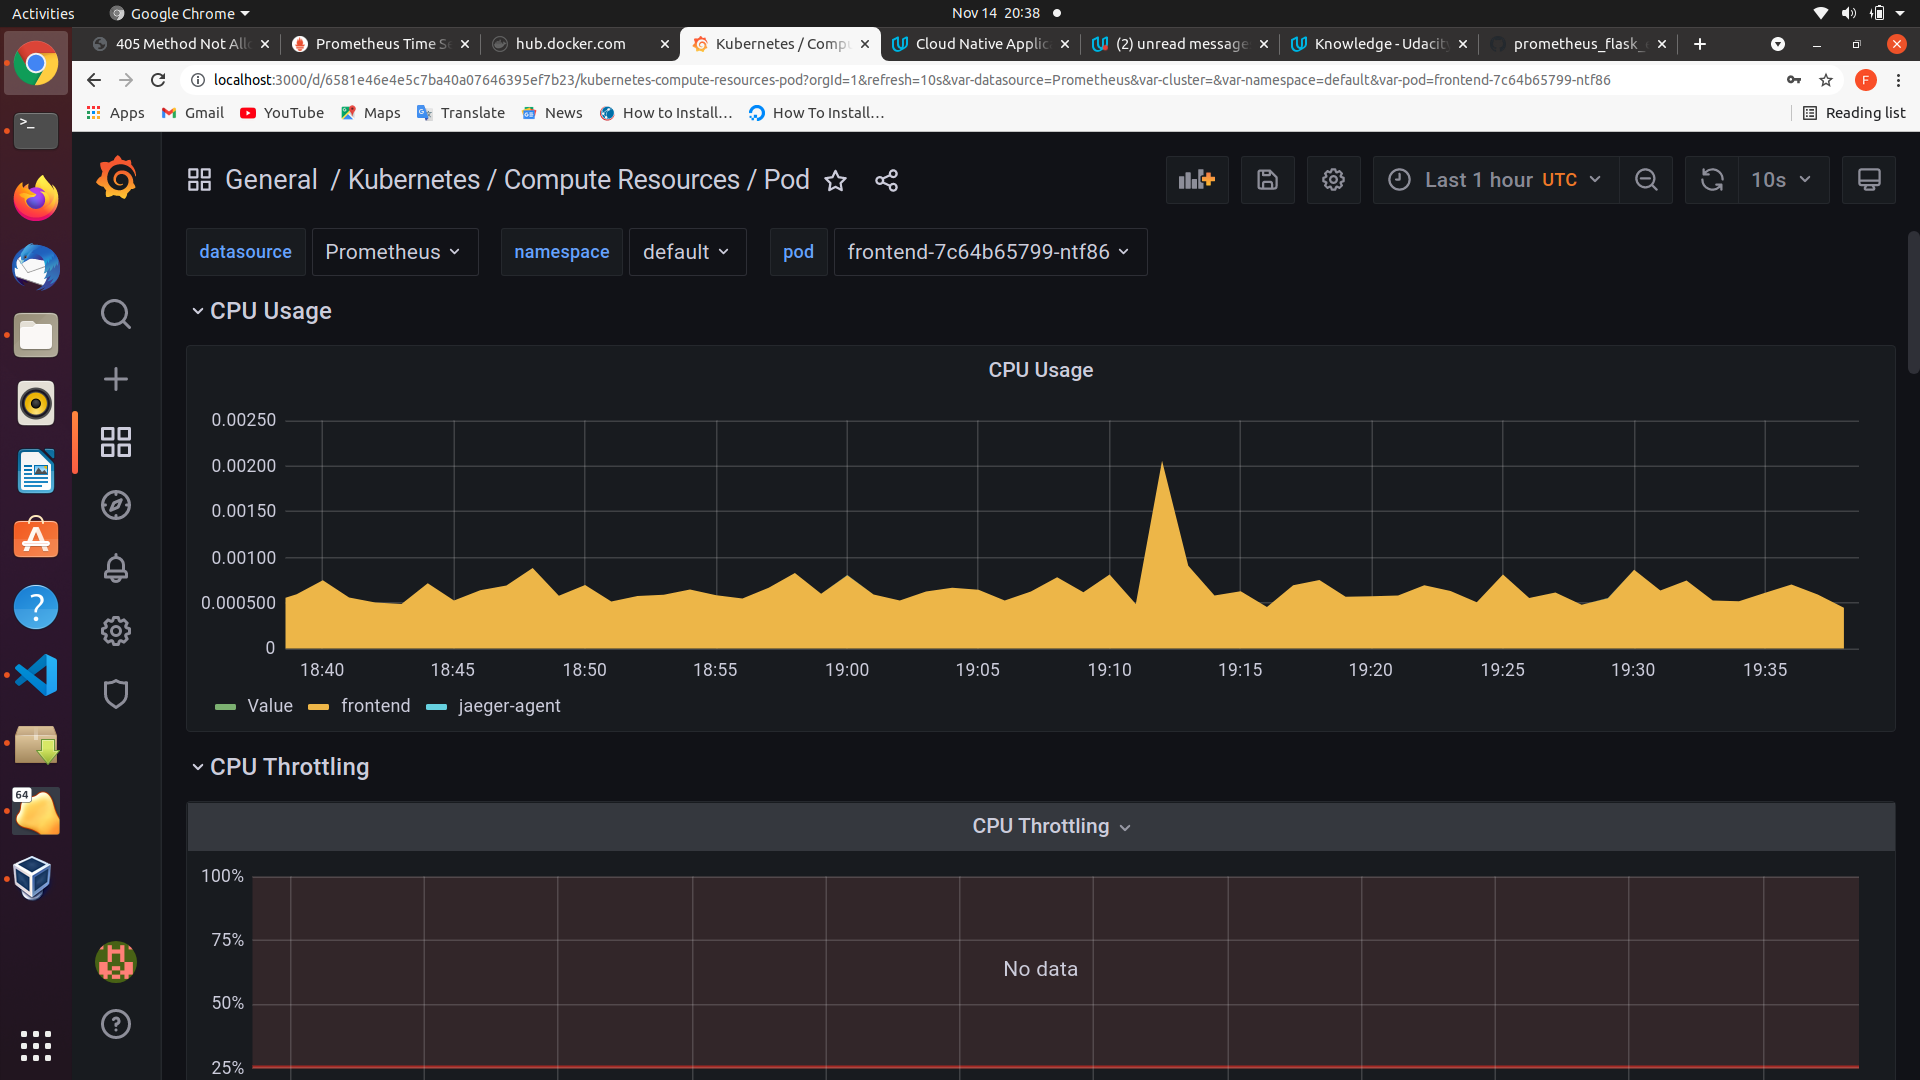 Activities
Google Chrome
Nov 14 20:38
405 Method Not All
Prometheus Time Se
hub.docker.com
Kubernetes / Compu
Cloud Native Applic
(2) unread message
Knowledge - Udacity
prometheus_flask_
localhost:3000/d/6581e46e4e5c7ba40a07646395ef7b23/kubernetes-compute-resources-pod?orgId=1&refresh=10s&var-datasource=Prometheus&var-cluster=&var-namespace=default&var-pod=frontend-7c64b65799-ntf86
F
Apps
Gmail
YouTube
Maps
Translate
News
How to Install...
How To Install...
Reading list
General / Kubernetes / Compute Resources / Pod
Last 1 hour UTC
10s
datasource
Prometheus
namespace
default
pod
frontend-7c64b65799-ntf86
CPU Usage
CPU Usage
0.00250
0.00200
0.00150
0.00100
0.000500
0
18:40
18:45
18:50
18:55
19:00
19:05
19:10
19:15
19:20
19:25
19:30
19:35
Value
frontend
jaeger-agent
CPU Throttling
CPU Throttling
100%
75%
No data
50%
25%
64